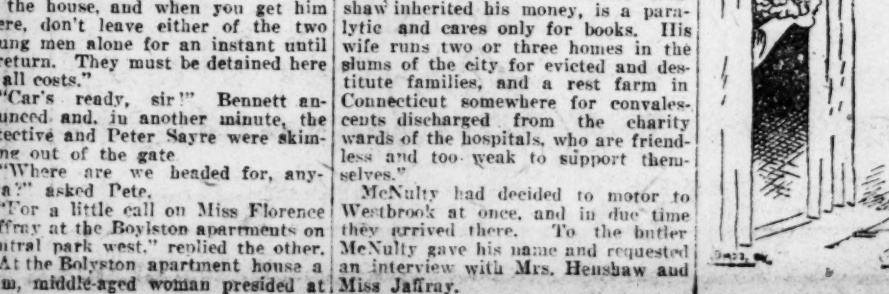 the house, and when you get him
ere, don't leave either of the two
ung men alone for an instant until
return. They must be detained here
all costs."
"Car's ready, sir!" Bennett an-
unced and, in another minute, the
tective and Peter Sayre were skim-
ng out of the gate
"Where are we headed for, any-
a?" asked Pete.
"For a little call on Miss Florence
ffray at the Boylston apartments on
ntral park west," replied the other.
At the Bolyston apartment house a
m, middle-aged woman presided at
shaw inherited his money, is a para-
lytic and cares only for books. His
wife runs two or three homes in the
slums of the city for evicted and des-
titute families, and a rest farm in
Connecticut somewhere for convales-
cents discharged from the charity
wards of the hospitals, who are friend-
less and too weak to support them-
selves."
McNulty had decided to motor to
Westbrook at once, and in due time
they arrived there. To the butler
McNulty gave his name and requested
an interview with Mrs. Henshaw and
Miss Jaffray.